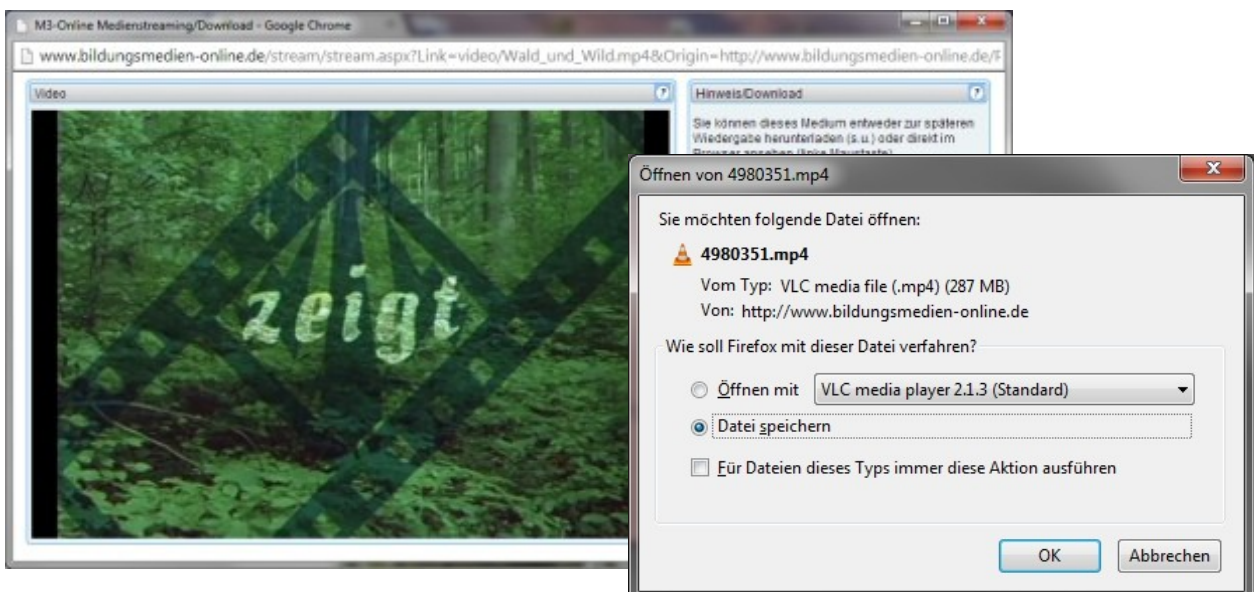 M3-Online Medienstreaming/Download - Google Chrome
www.bildungsmedien-online.de/stream/stream.aspx?Link=video/Wald_und_Wild.mp4&Origin=http://www.bildungsmedien-online.de/
Video
?
Hinweis/Download
?
Sie können dieses Medium entweder zur späteren
Wiedergabe herunterladen (s.u.) oder direkt im
Browser ansehen (linke Maustaste)
zeigt
Öffnen von 4980351.mp4
Sie möchten folgende Datei öffnen:
4980351.mp4
Vom Typ: VLC media file (.mp4) (287 MB)
Von: http://www.bildungsmedien-online.de
Wie soll Firefox mit dieser Datei verfahren?
Öffnen mit VLC media player 2.1.3 (Standard)
Datei speichern
Für Dateien dieses Typs immer diese Aktion ausführen
OK Abbrechen